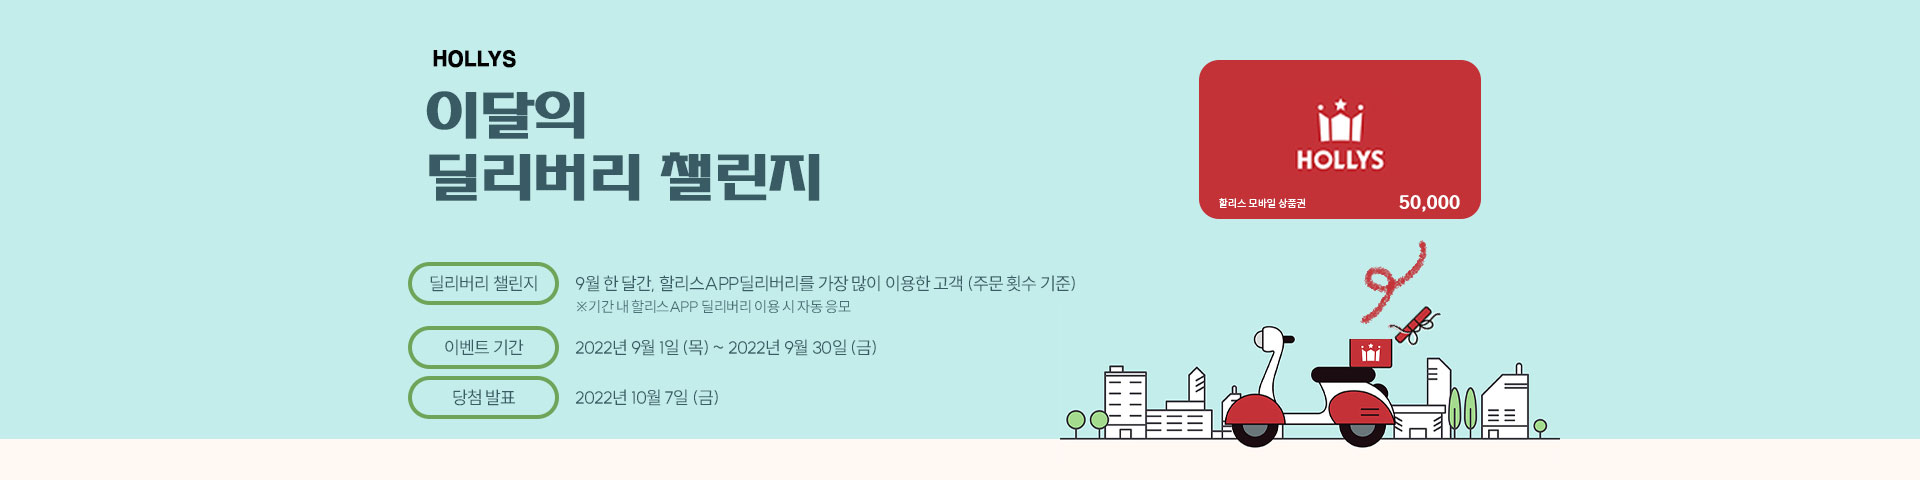 HOLLYS
이달의
딜리버리 챌린지
딜리버리 챌린지 9월 한 달간, 할리스APP딜리버리를 가장 많이 이용한 고객 (주문 횟수 기준)
※기간 내 할리스APP 딜리버리 이용 시 자동 응모
이벤트 기간 2022년 9월 1일 (목) ~ 2022년 9월 30일 (금)
당첨 발표 2022년 10월 7일 (금)
HOLLYS
할리스 모바일 상품권 50,000